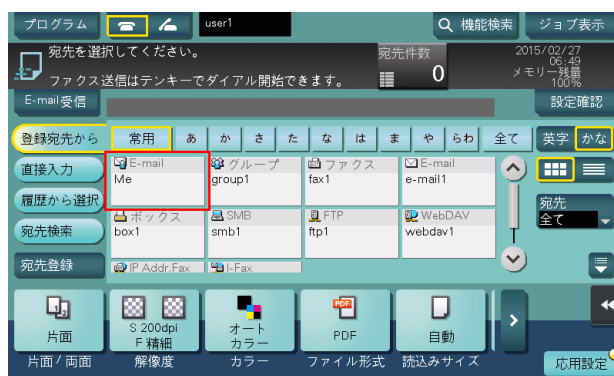 プログラム
user1
機能検索
ジョブ表示
宛先を選択してください。
ファクス送信はテンキーでダイアル開始できます。
宛先件数
0
2015/02/27
06:49
メモリー残量
100%
E-mail受信
設定確認
登録宛先から
常用
あ
か
さ
た
な
は
ま
や
らわ
全て
英字
かな
直接入力
履歴から選択
宛先検索
宛先登録
E-mail
Me
グループ
group1
ファクス
fax1
E-mail
e-mail1
ボックス
box1
SMB
smb1
FTP
ftp1
WebDAV
webdav1
IP Addr.Fax
I-Fax
宛先
全て
片面
S 200dpi
F 精細
オート
カラー
PDF
PDF
自動
片面/両面
解像度
カラー
ファイル形式
読込みサイズ
応用設定